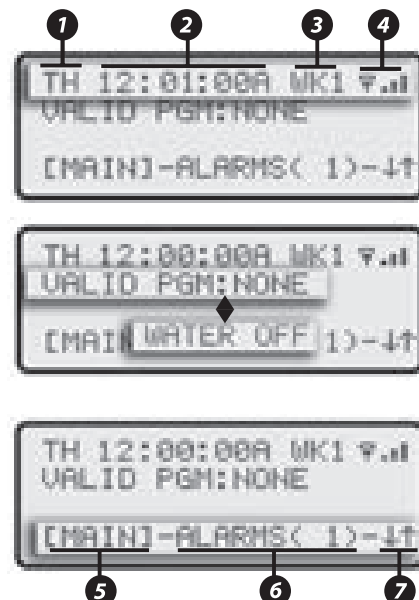 1 2 3 4
TH 12:01:00A WK1
VALID PGM:NONE
[MAIN]-ALARMS( 1)-↓↑
TH 12:00:00A WK1
VALID PGM:NONE
[MAI WATER OFF 1)-↓↑
TH 12:00:00A WK1
VALID PGM:NONE
[MAIN]-ALARMS( 1)-↓↑
5 6 7